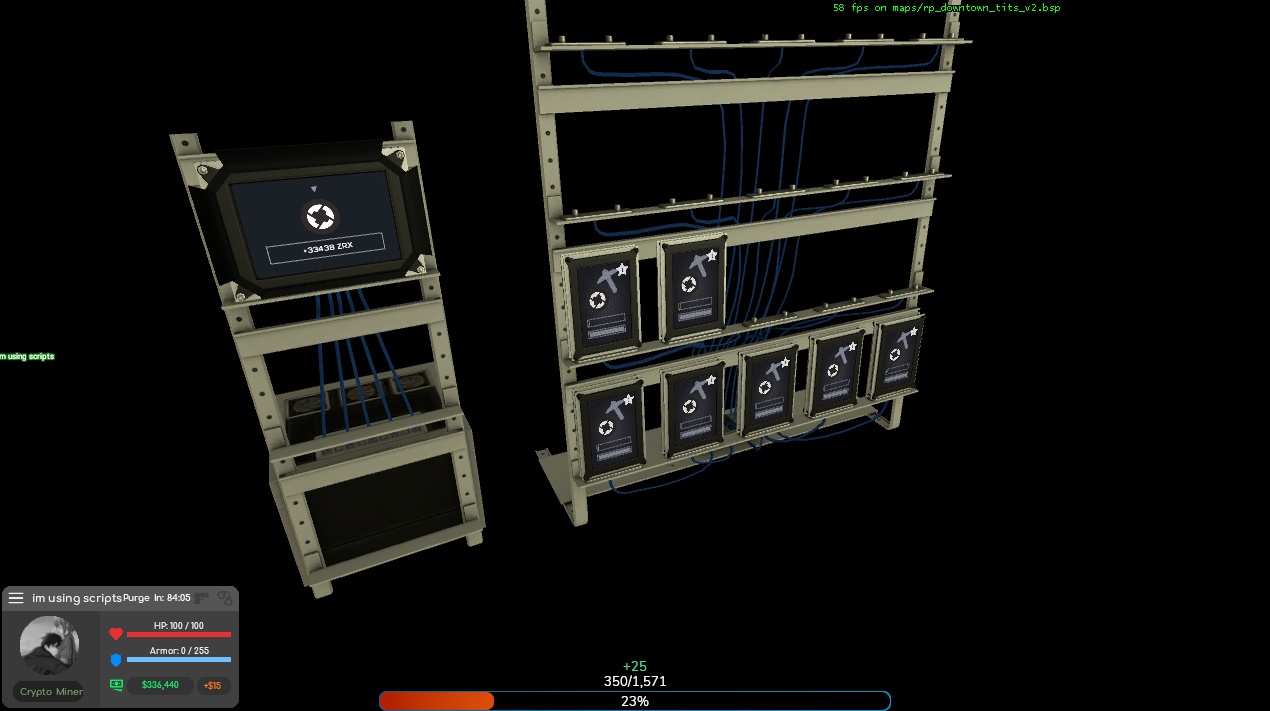 58 fps on maps/rp_downtown_tits_v2.bsp
+33438 ZRX
m using scripts
im using scripts Purge In: 84:05
HP: 100 / 100
Armor: 0 / 255
Crypto Miner
$336,440
+$15
+25
350/1,571
23%